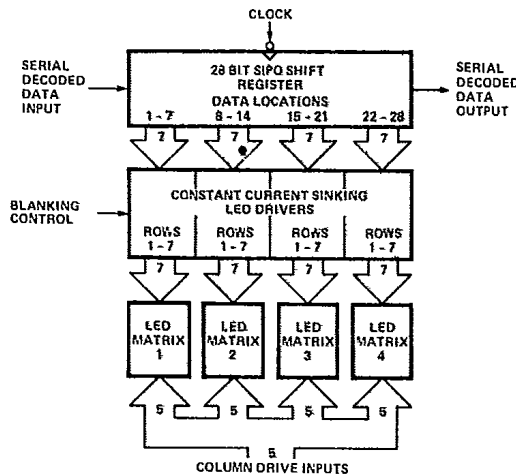 CLOCK
SERIAL DECODED DATA INPUT
28 BIT SIPO SHIFT REGISTER
DATA LOCATIONS
1-7 8-14 15-21 22-28
7 7 7 7
SERIAL DECODED DATA OUTPUT
BLANKING CONTROL
CONSTANT CURRENT SINKING
LED DRIVERS
ROWS ROWS ROWS ROWS
1-7 1-7 1-7 1-7
7 7 7 7
LED MATRIX 1
LED MATRIX 2
LED MATRIX 3
LED MATRIX 4
5 5 5 5
5
COLUMN DRIVE INPUTS